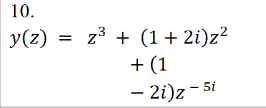 10.
y(z) = z³ + (1 + 2i)z²
+ (1
− 2i)z − 5i